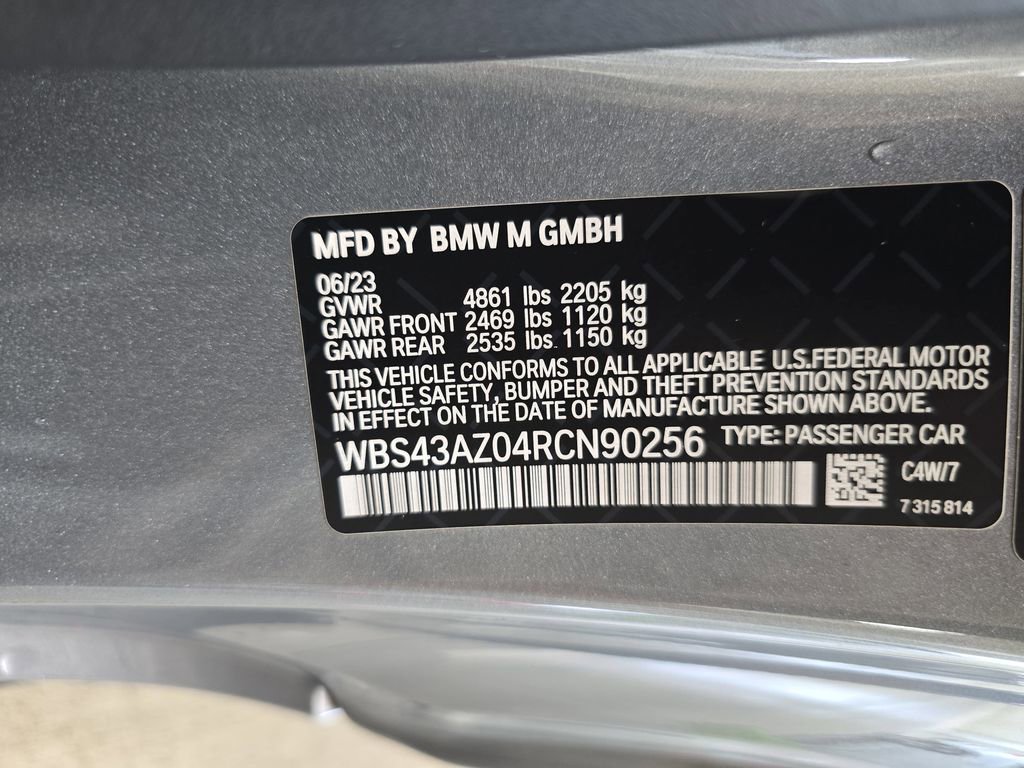 MFD BY BMW M GMBH
06/23
GVWR 4861 lbs 2205 kg
GAWR FRONT 2469 lbs 1120 kg
GAWR REAR 2535 lbs 1150 kg
THIS VEHICLE CONFORMS TO ALL APPLICABLE U.S.FEDERAL MOTOR
VEHICLE SAFETY, BUMPER AND THEFT PREVENTION STANDARDS
IN EFFECT ON THE DATE OF MANUFACTURE SHOWN ABOVE.
WBS43AZ04RCN90256 TYPE: PASSENGER CAR
C4W/7
7 315 814